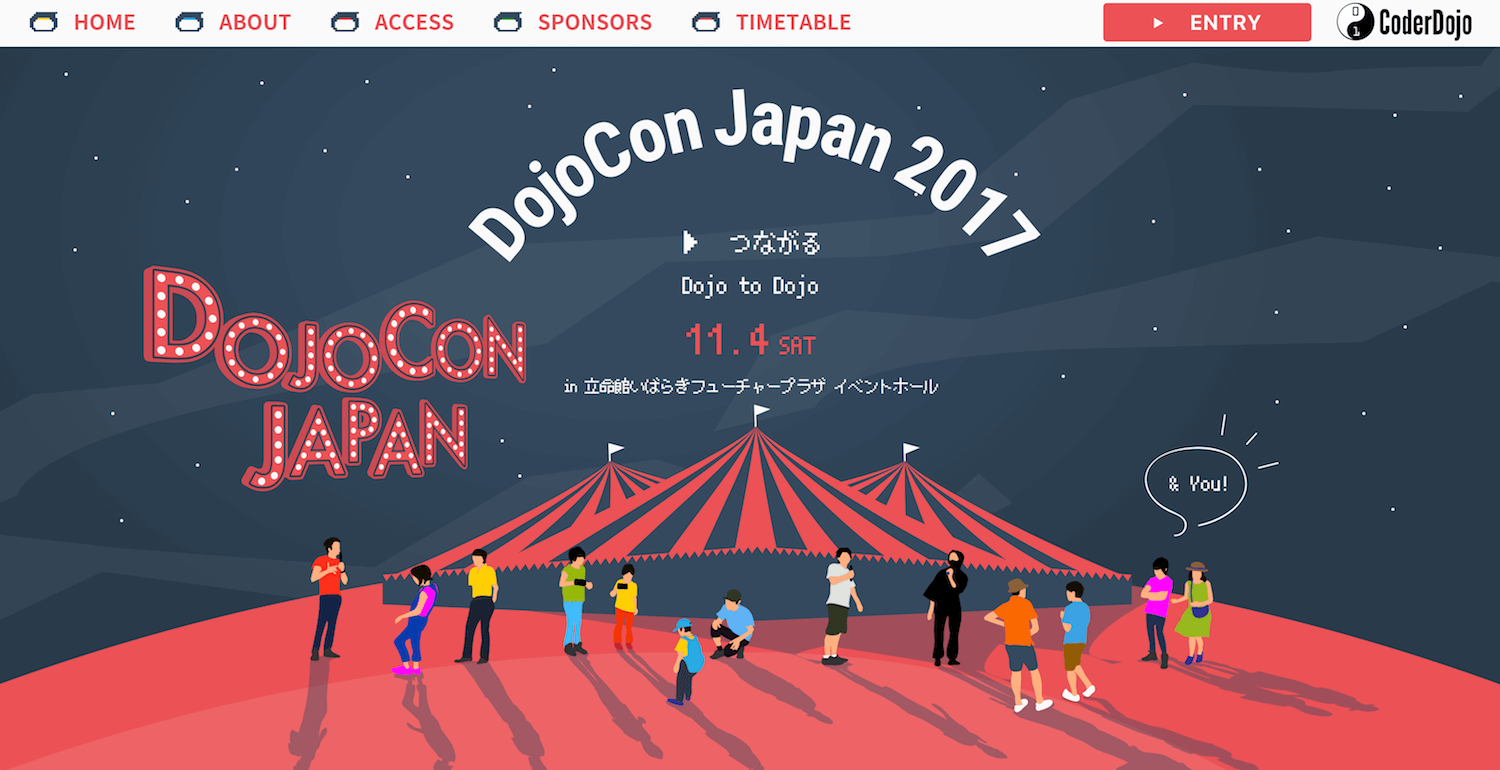 HOME ABOUT ACCESS SPONSORS TIMETABLE ENTRY CoderDojo
DojoCon Japan 2017
つながる
Dojo to Dojo
11.4 SAT
in 立命館いばらぎフューチャープラザ イベントホール
DOJOCON
JAPAN
& You!